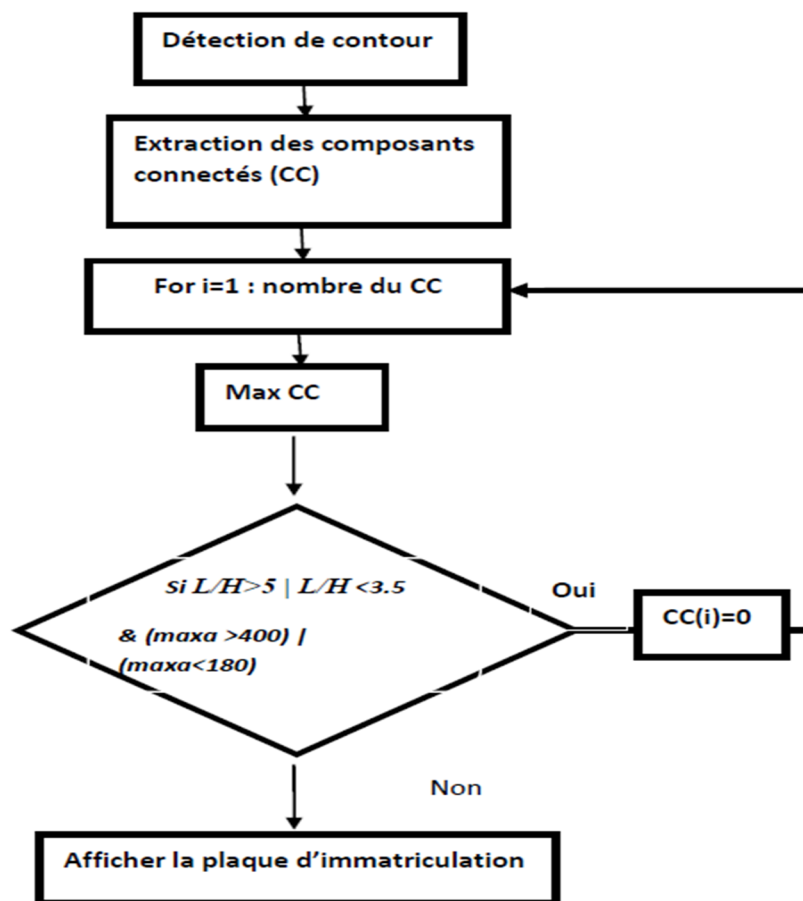 Détection de contour
Extraction des composants
connectés (CC)
For i=1 : nombre du CC
Max CC
Si L/H>5 | L/H <3.5
& (maxa >400) |
(maxa<180)
Oui
CC(i)=0
Non
Afficher la plaque d’immatriculation